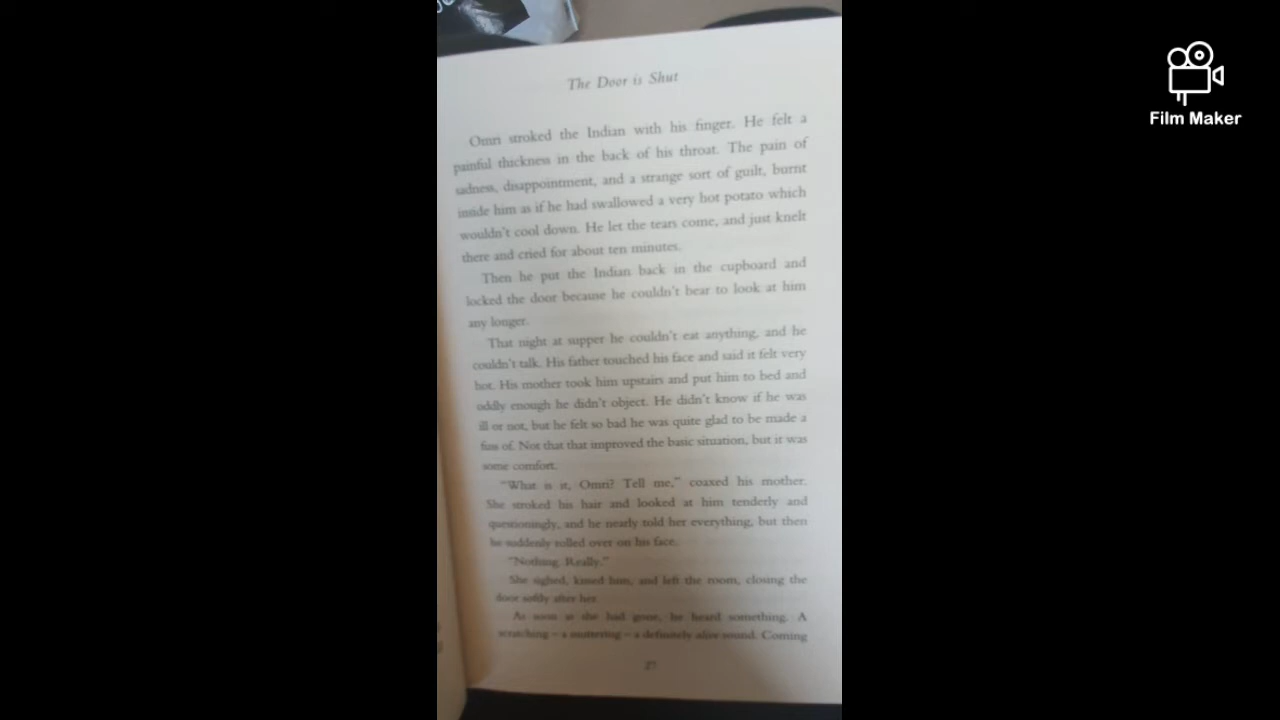 The Door is Shut
Omri stroked the Indian with his finger. He felt a
painful thickness in the back of his throat. The pain of
sadness, disappointment, and a strange sort of guilt, burnt
inside him as if he had swallowed a very hot potato which
wouldn't cool down. He let the tears come, and just knelt
there and cried for about ten minutes.
Then he put the Indian back in the cupboard and
locked the door because he couldn't bear to look at him
any longer.
That night at supper he couldn't eat anything, and he
couldn't talk. His father touched his face and said it felt very
hot. His mother took him upstairs and put him to bed and
oddly enough he didn't object. He didn't know if he was
ill or not, but he felt so bad he was quite glad to be made a
fuss of. Not that that improved the basic situation, but it was
some comfort.
"What is it, Omri? Tell me," coaxed his mother.
She stroked his hair and looked at him tenderly and
questioningly, and he nearly told her everything, but then
he suddenly rolled over on his face.
"Nothing. Really."
She sighed, kissed him, and left the room, closing the
door softly after her.
As soon as she had gone, he heard something. A
scratching – a muttering – a definitely alive sound. Coming
Film Maker